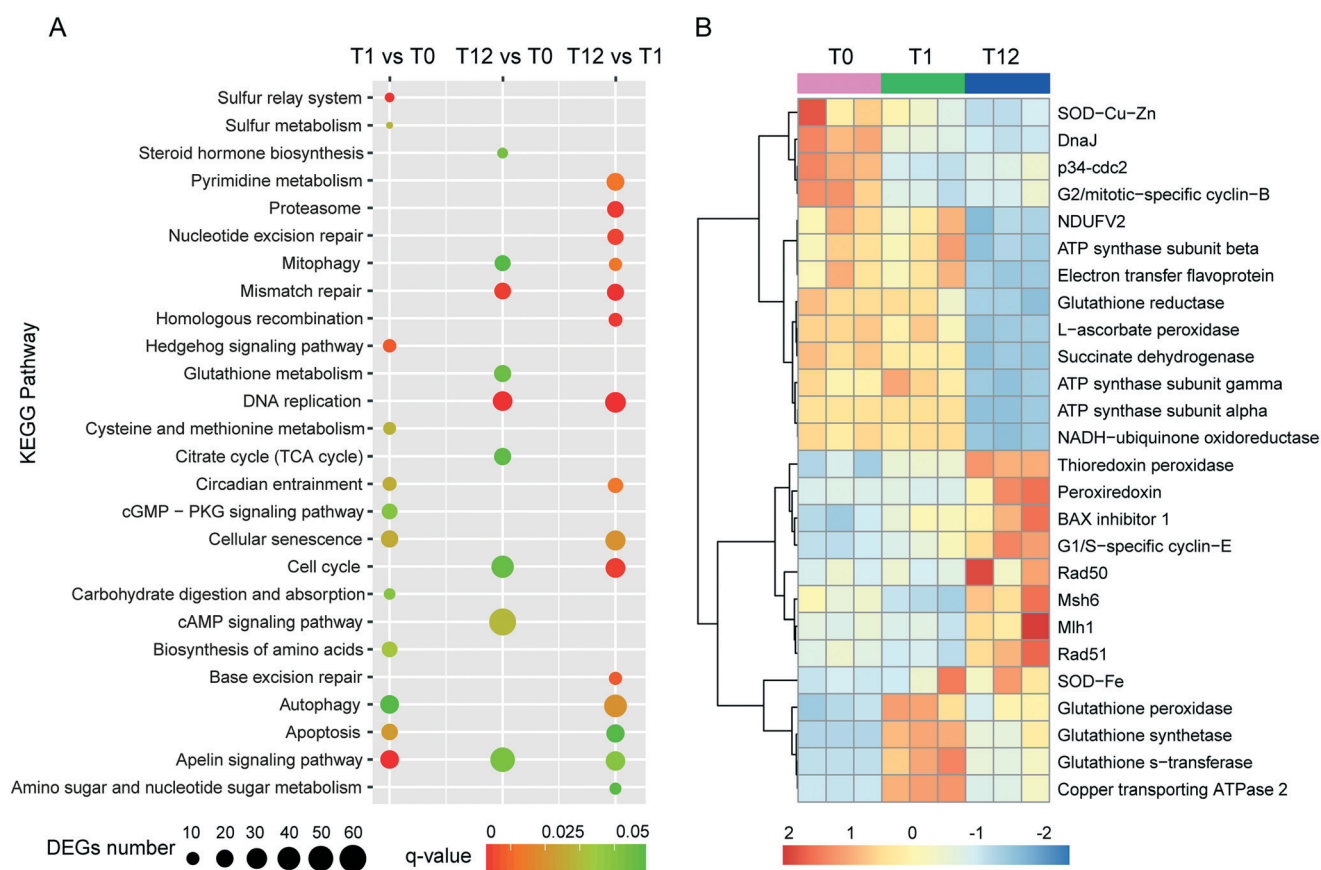 A
T1 vs T0 T12 vs T0 T12 vs T1
KEGG Pathway
Sulfur relay system
Sulfur metabolism
Steroid hormone biosynthesis
Pyrimidine metabolism
Proteasome
Nucleotide excision repair
Mitophagy
Mismatch repair
Homologous recombination
Hedgehog signaling pathway
Glutathione metabolism
DNA replication
Cysteine and methionine metabolism
Citrate cycle (TCA cycle)
Circadian entrainment
cGMP − PKG signaling pathway
Cellular senescence
Cell cycle
Carbohydrate digestion and absorption
cAMP signaling pathway
Biosynthesis of amino acids
Base excision repair
Autophagy
Apoptosis
Apelin signaling pathway
Amino sugar and nucleotide sugar metabolism
DEGs number
10 20 30 40 50 60
q-value
0 0.025 0.05
B
T0 T1 T12
SOD−Cu−Zn
DnaJ
p34-cdc2
G2/mitotic−specific cyclin−B
NDUFV2
ATP synthase subunit beta
Electron transfer flavoprotein
Glutathione reductase
L−ascorbate peroxidase
Succinate dehydrogenase
ATP synthase subunit gamma
ATP synthase subunit alpha
NADH−ubiquinone oxidoreductase
Thioredoxin peroxidase
Peroxiredoxin
BAX inhibitor 1
G1/S−specific cyclin−E
Rad50
Msh6
Mlh1
Rad51
SOD−Fe
Glutathione peroxidase
Glutathione synthetase
Glutathione s−transferase
Copper transporting ATPase 2
2 1 0 -1 -2